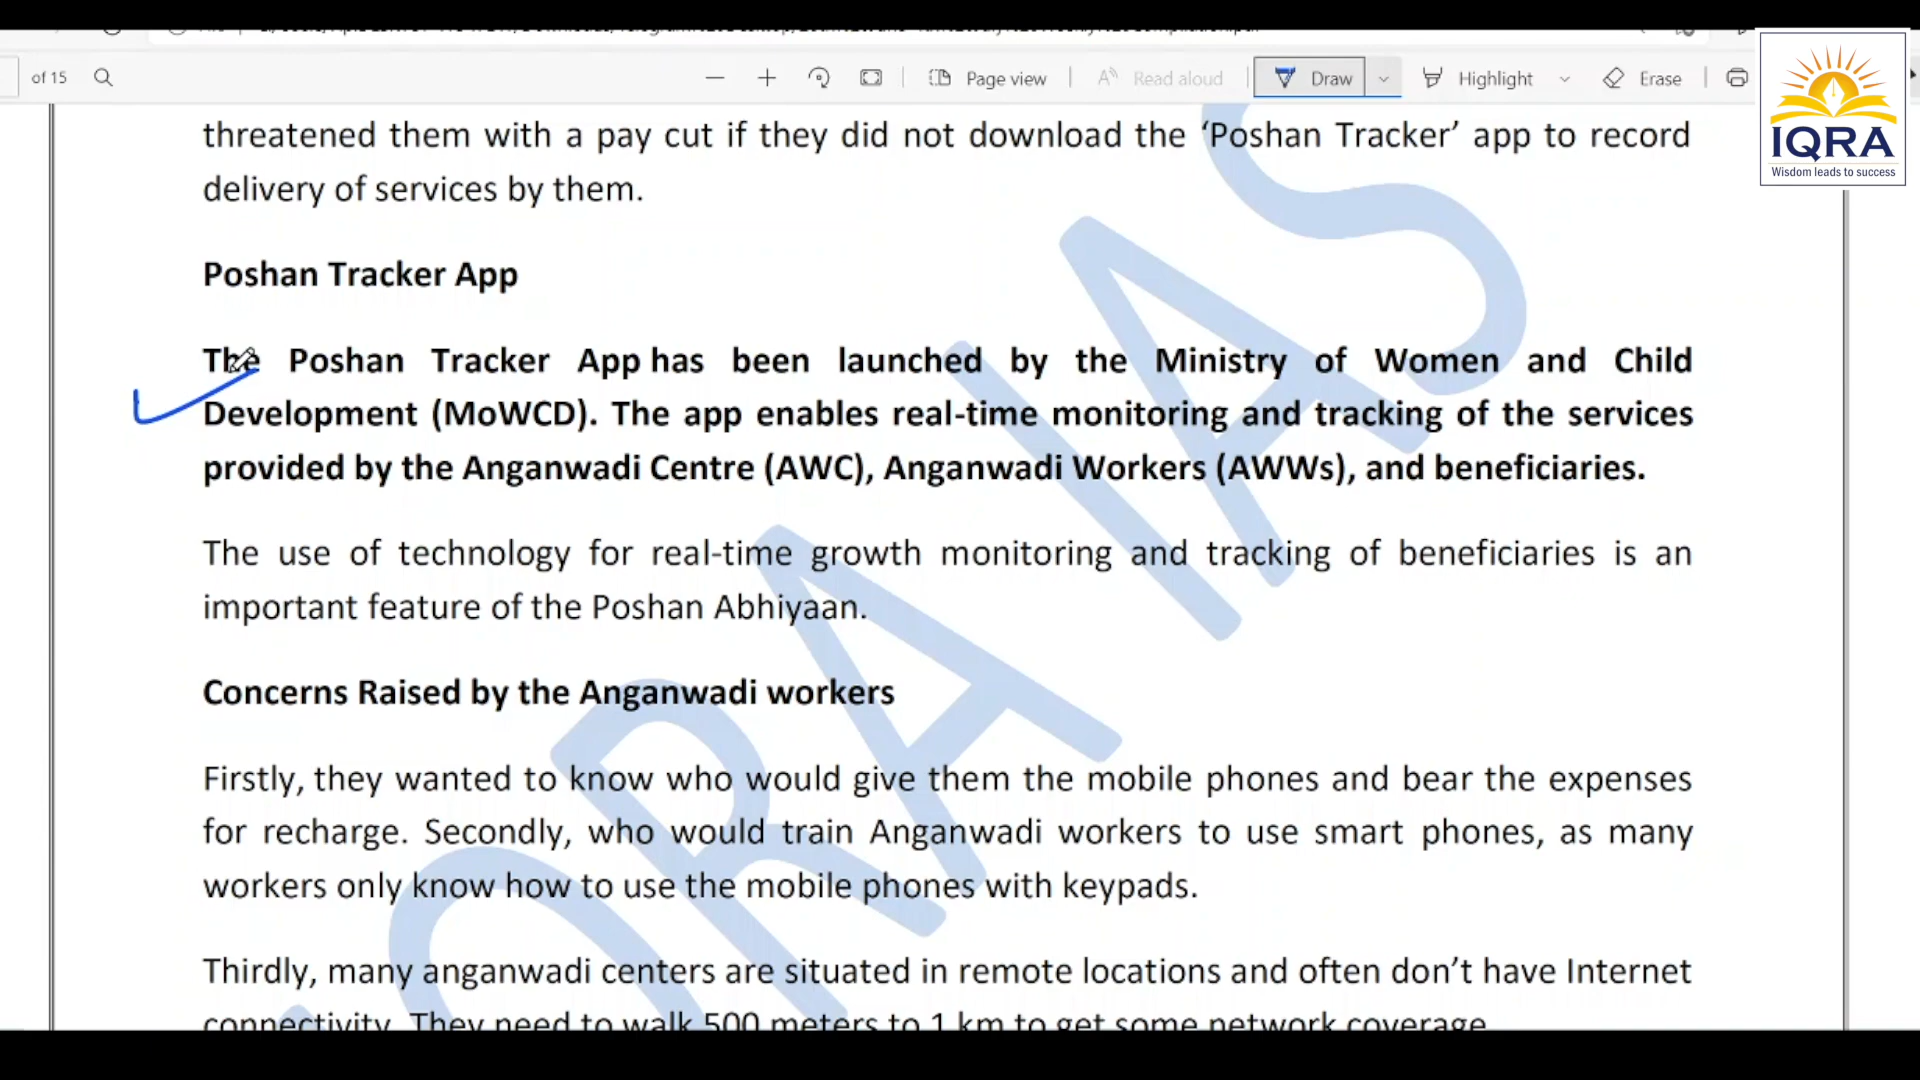 of 15
Page view
Read aloud
Draw
Highlight
Erase
IQRA
Wisdom leads to success
threatened them with a pay cut if they did not download the ‘Poshan Tracker’ app to record
delivery of services by them.
Poshan Tracker App
The Poshan Tracker App has been launched by the Ministry of Women and Child
Development (MoWCD). The app enables real-time monitoring and tracking of the services
provided by the Anganwadi Centre (AWC), Anganwadi Workers (AWWs), and beneficiaries.
The use of technology for real-time growth monitoring and tracking of beneficiaries is an
important feature of the Poshan Abhiyaan.
Concerns Raised by the Anganwadi workers
Firstly, they wanted to know who would give them the mobile phones and bear the expenses
for recharge. Secondly, who would train Anganwadi workers to use smart phones, as many
workers only know how to use the mobile phones with keypads.
Thirdly, many anganwadi centers are situated in remote locations and often don’t have Internet
connectivity. They need to walk 500 meters to 1 km to get some network coverage.
IQRA IAS